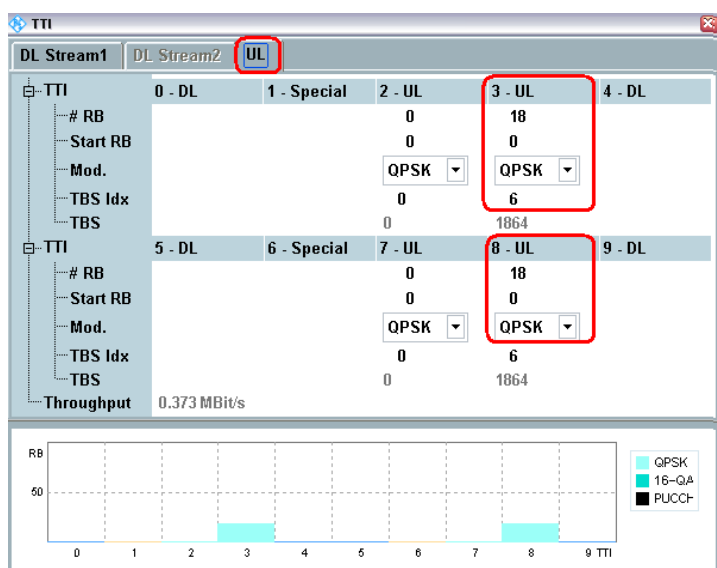 TTI
DL Stream1 DL Stream2 UL
TTI 0 - DL 1 - Special 2 - UL 3 - UL 4 - DL
# RB 0 18
Start RB 0 0
Mod. QPSK QPSK
TBS Idx 0 6
TBS 0 1864
TTI 5 - DL 6 - Special 7 - UL 8 - UL 9 - DL
# RB 0 18
Start RB 0 0
Mod. QPSK QPSK
TBS Idx 0 6
TBS 0 1864
Throughput 0.373 MBit/s
RB
50
QPSK
16-QA
PUCCH
0 1 2 3 4 5 6 7 8 9 TTI